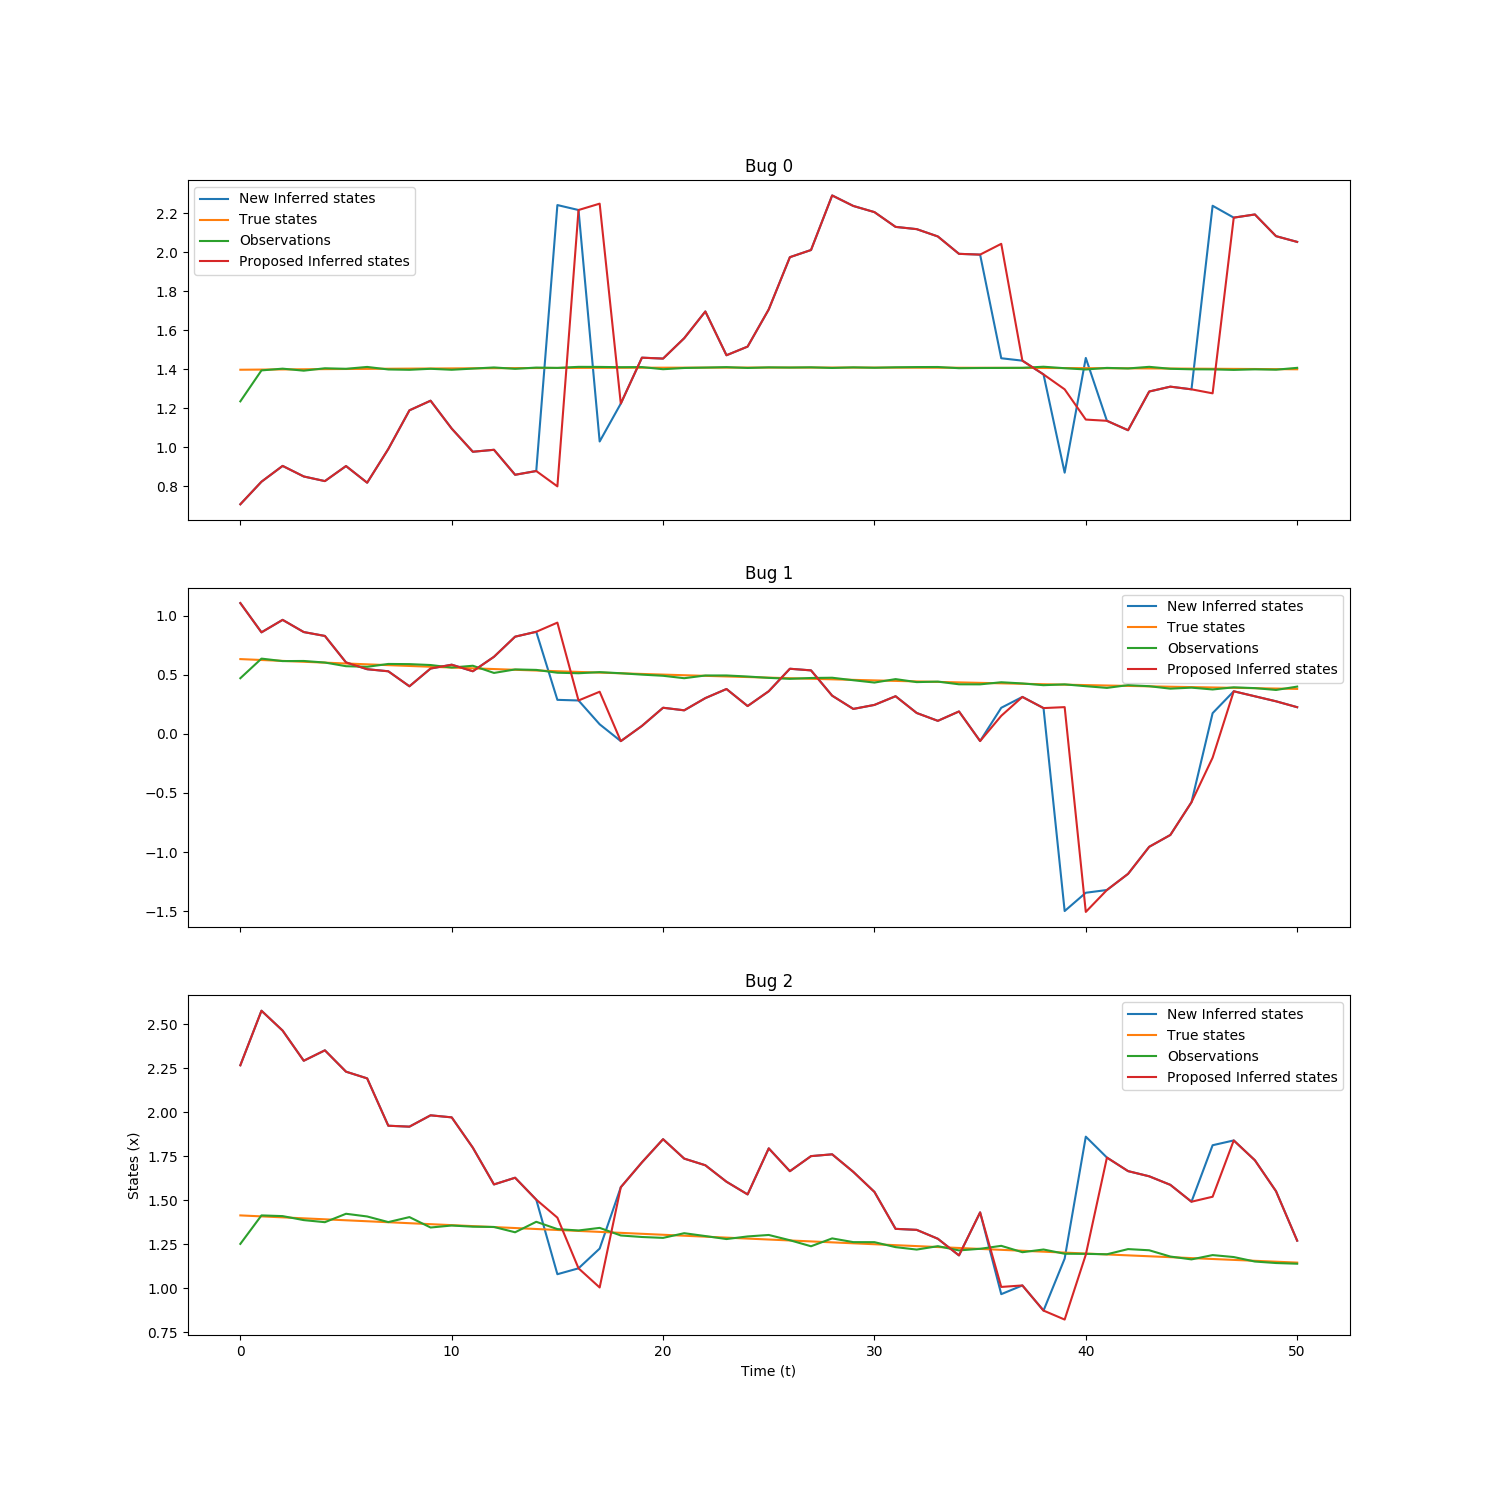 Bug 0
New Inferred states
True states
Observations
Proposed Inferred states
2.2
2.0
1.8
1.6
1.4
1.2
1.0
0.8
Bug 1
New Inferred states
True states
Observations
Proposed Inferred states
1.0
0.5
0.0
−0.5
−1.0
−1.5
Bug 2
New Inferred states
True states
Observations
Proposed Inferred states
States (x)
2.50
2.25
2.00
1.75
1.50
1.25
1.00
0.75
0 10 20 30 40 50
Time (t)